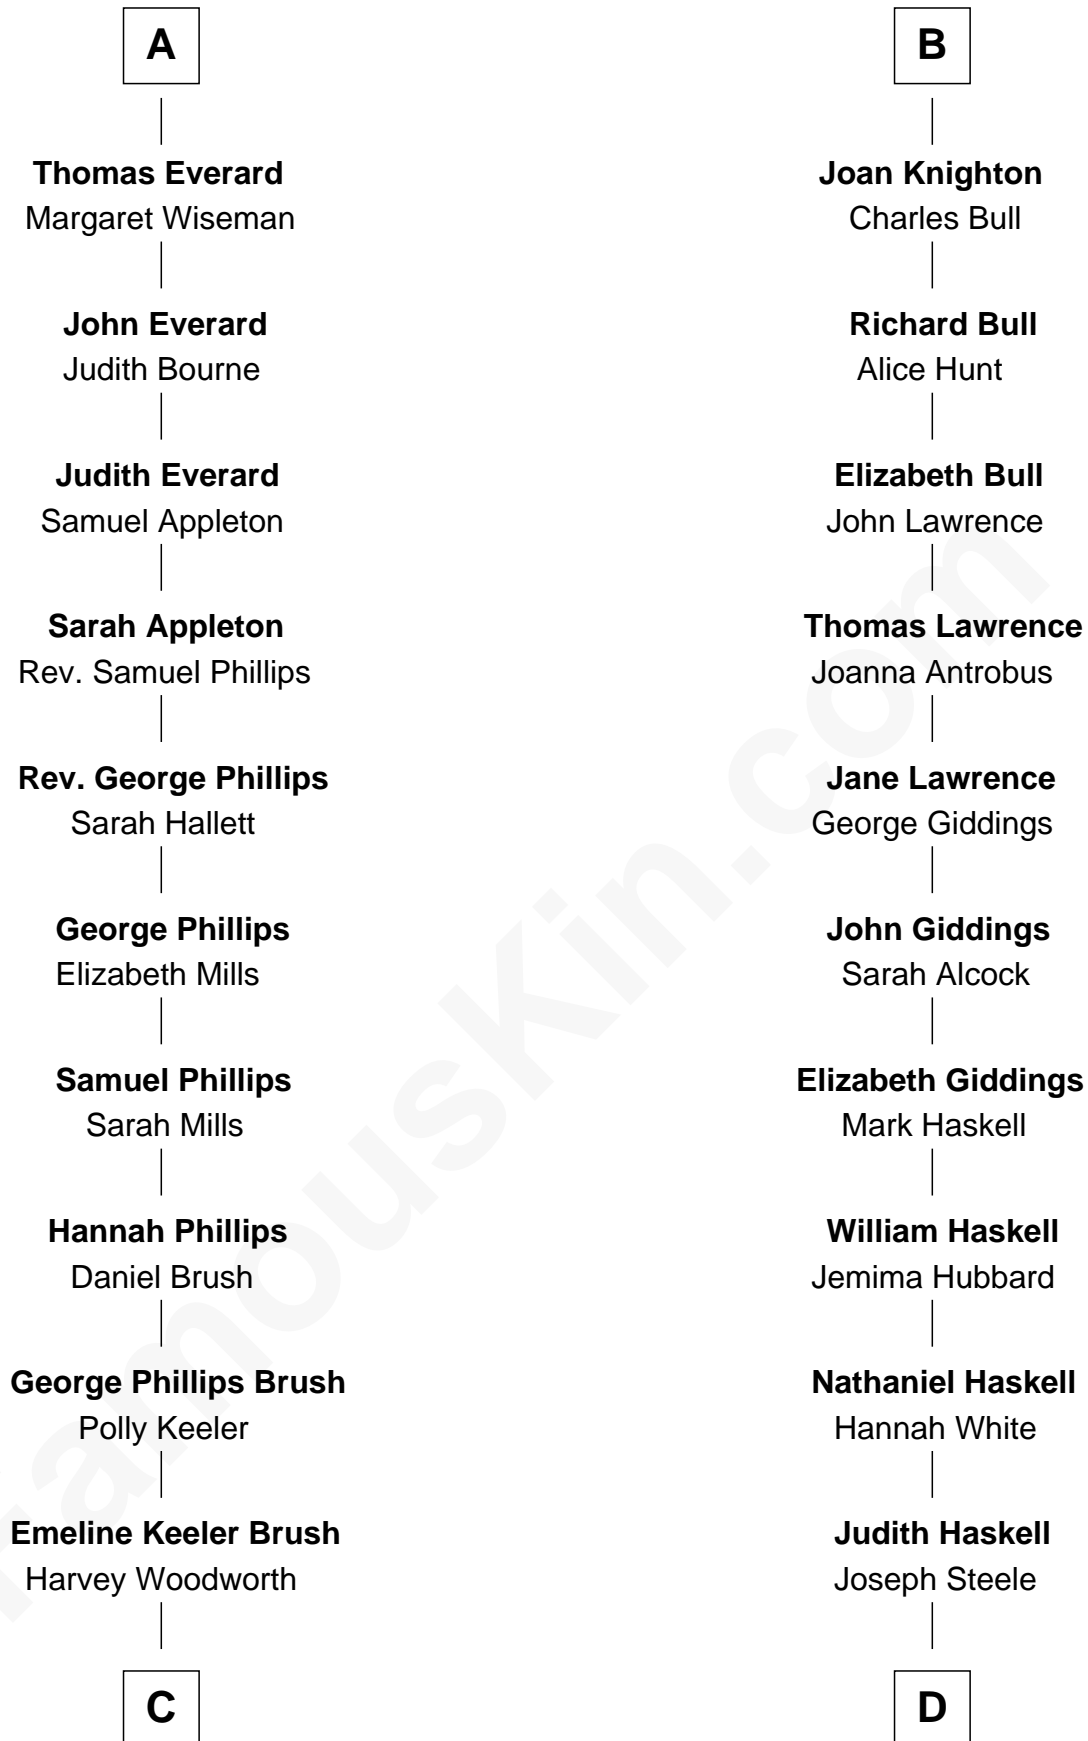 A
Thomas Everard
Margaret Wiseman
John Everard
Judith Bourne
Judith Everard
Samuel Appleton
Sarah Appleton
Rev. Samuel Phillips
Rev. George Phillips
Sarah Hallett
George Phillips
Elizabeth Mills
Samuel Phillips
Sarah Mills
Hannah Phillips
Daniel Brush
George Phillips Brush
Polly Keeler
Emeline Keeler Brush
Harvey Woodworth
C
B
Joan Knighton
Charles Bull
Richard Bull
Alice Hunt
Elizabeth Bull
John Lawrence
Thomas Lawrence
Joanna Antrobus
Jane Lawrence
George Giddings
John Giddings
Sarah Alcock
Elizabeth Giddings
Mark Haskell
William Haskell
Jemima Hubbard
Nathaniel Haskell
Hannah White
Judith Haskell
Joseph Steele
D
FamousKin.com